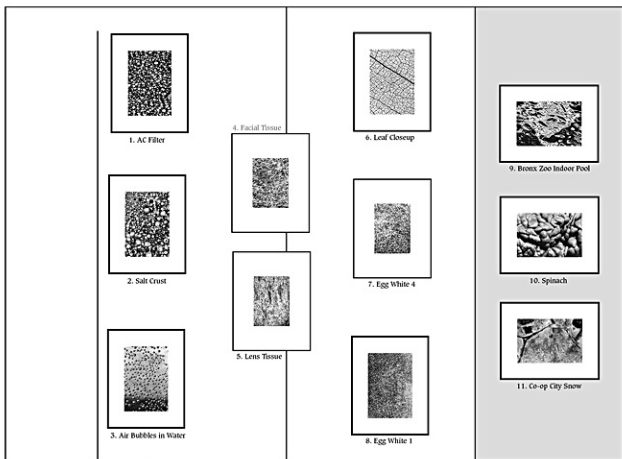 1. AC Filter
2. Salt Crust
3. Air Bubbles in Water
4. Facial Tissue
5. Lens Tissue
6. Leaf Closeup
7. Egg White 4
8. Egg White 1
9. Bronx Zoo Indoor Pool
10. Spinach
11. Co-op City Snow